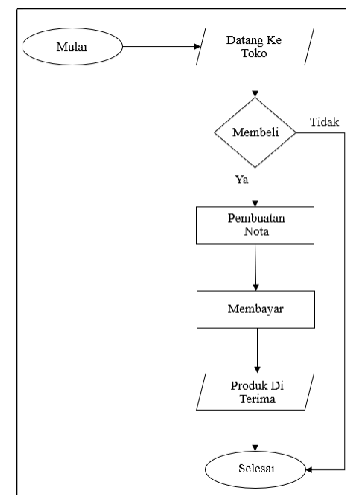 Mulai
Datang Ke
Toko
Membeli
Tidak
Ya
Pembuatan
Nota
Membayar
Produk Di
Terima
Selesai